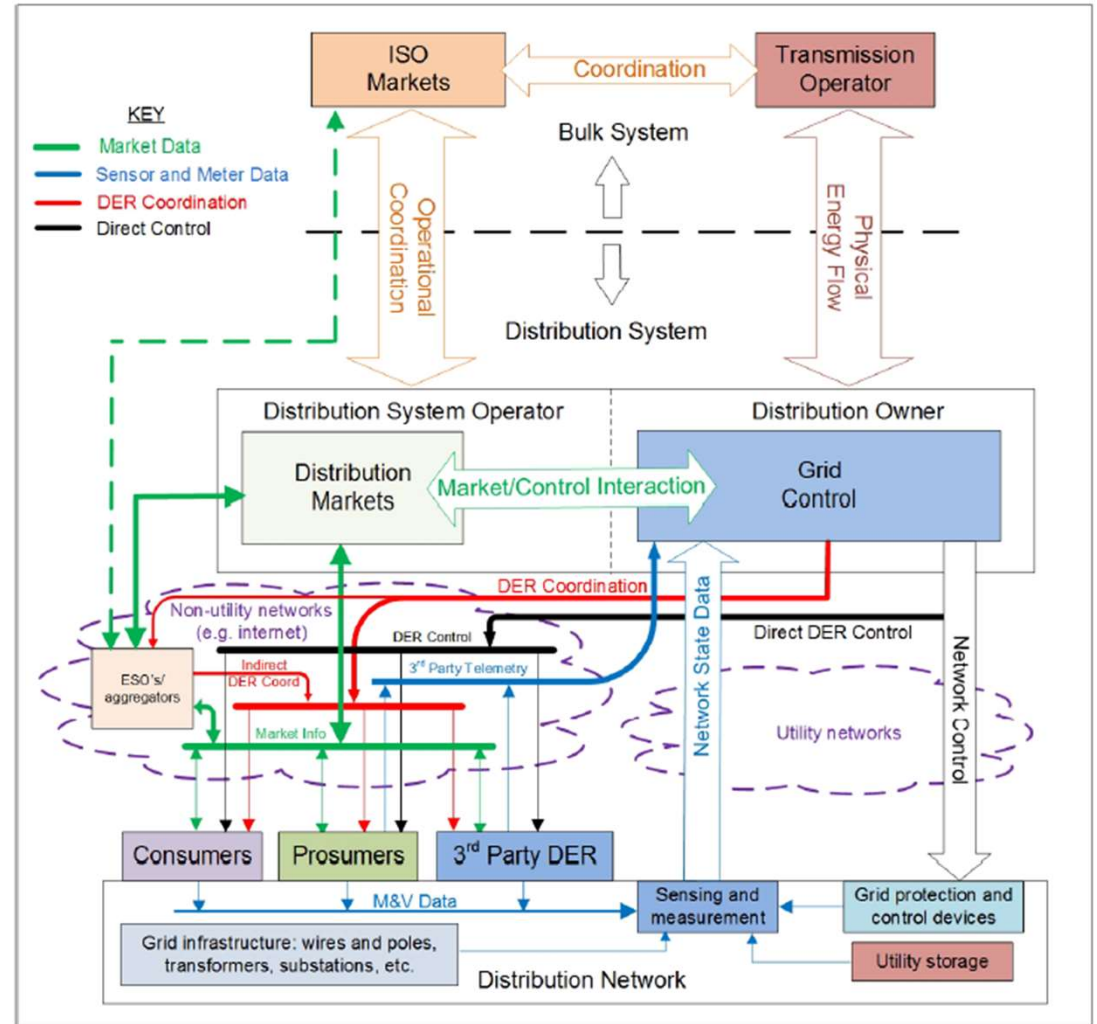 ISO
Markets
Coordination
Transmission
Operator
KEY
Market Data
Sensor and Meter Data
DER Coordination
Direct Control
Bulk System
Operational
Coordination
Physical
Energy Flow
Distribution System
Distribution System Operator
Distribution Owner
Distribution
Markets
Market/Control Interaction
Grid
Control
DER Coordination
Non-utility networks
(e.g. internet)
DER Control
Direct DER Control
3rd Party Telemetry
Indirect
DER Coord
ESO's/
aggregators
Market Info
Network State Data
Utility networks
Network Control
Consumers
Prosumers
3rd Party DER
M&V Data
Sensing and
measurement
Grid protection and
control devices
Grid infrastructure: wires and poles,
transformers, substations, etc.
Utility storage
Distribution Network